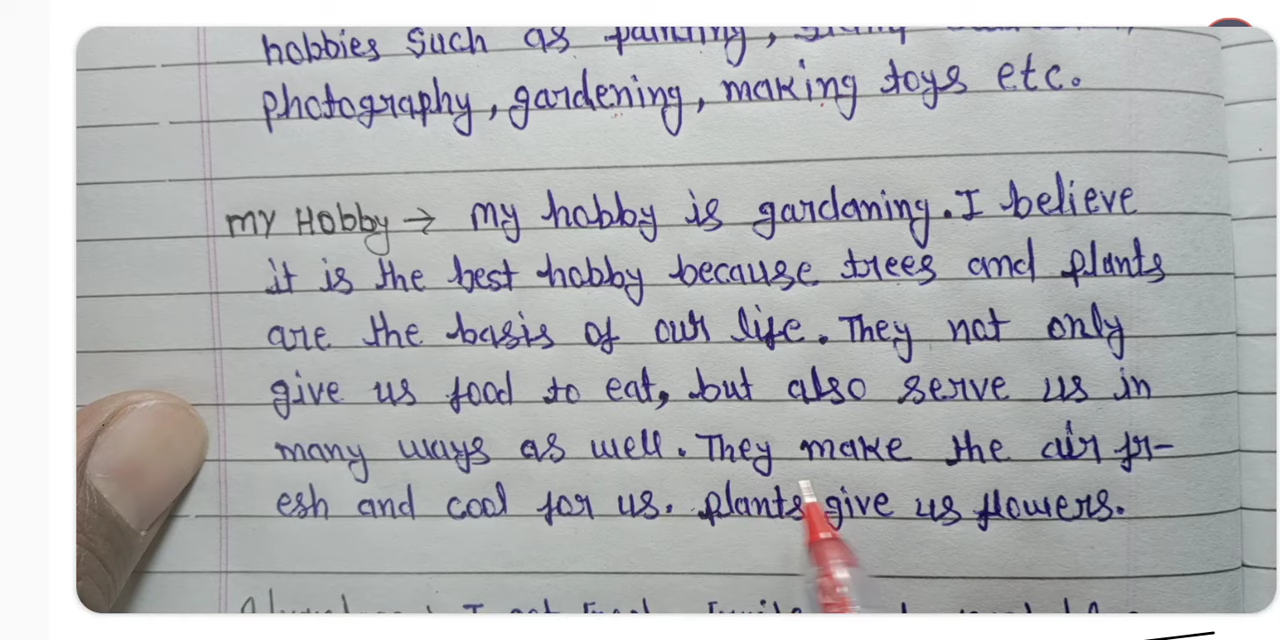 hobbies such as painting,
photography, gardening, making toys etc.
My Hobby → My hobby is gardaning. I believe
it is the best hobby because trees and plants
are the basis of our life. They not only
give us food to eat, but also serve us in
many ways as well. They make the air fr-
esh and cool for us. plants give us flowers.